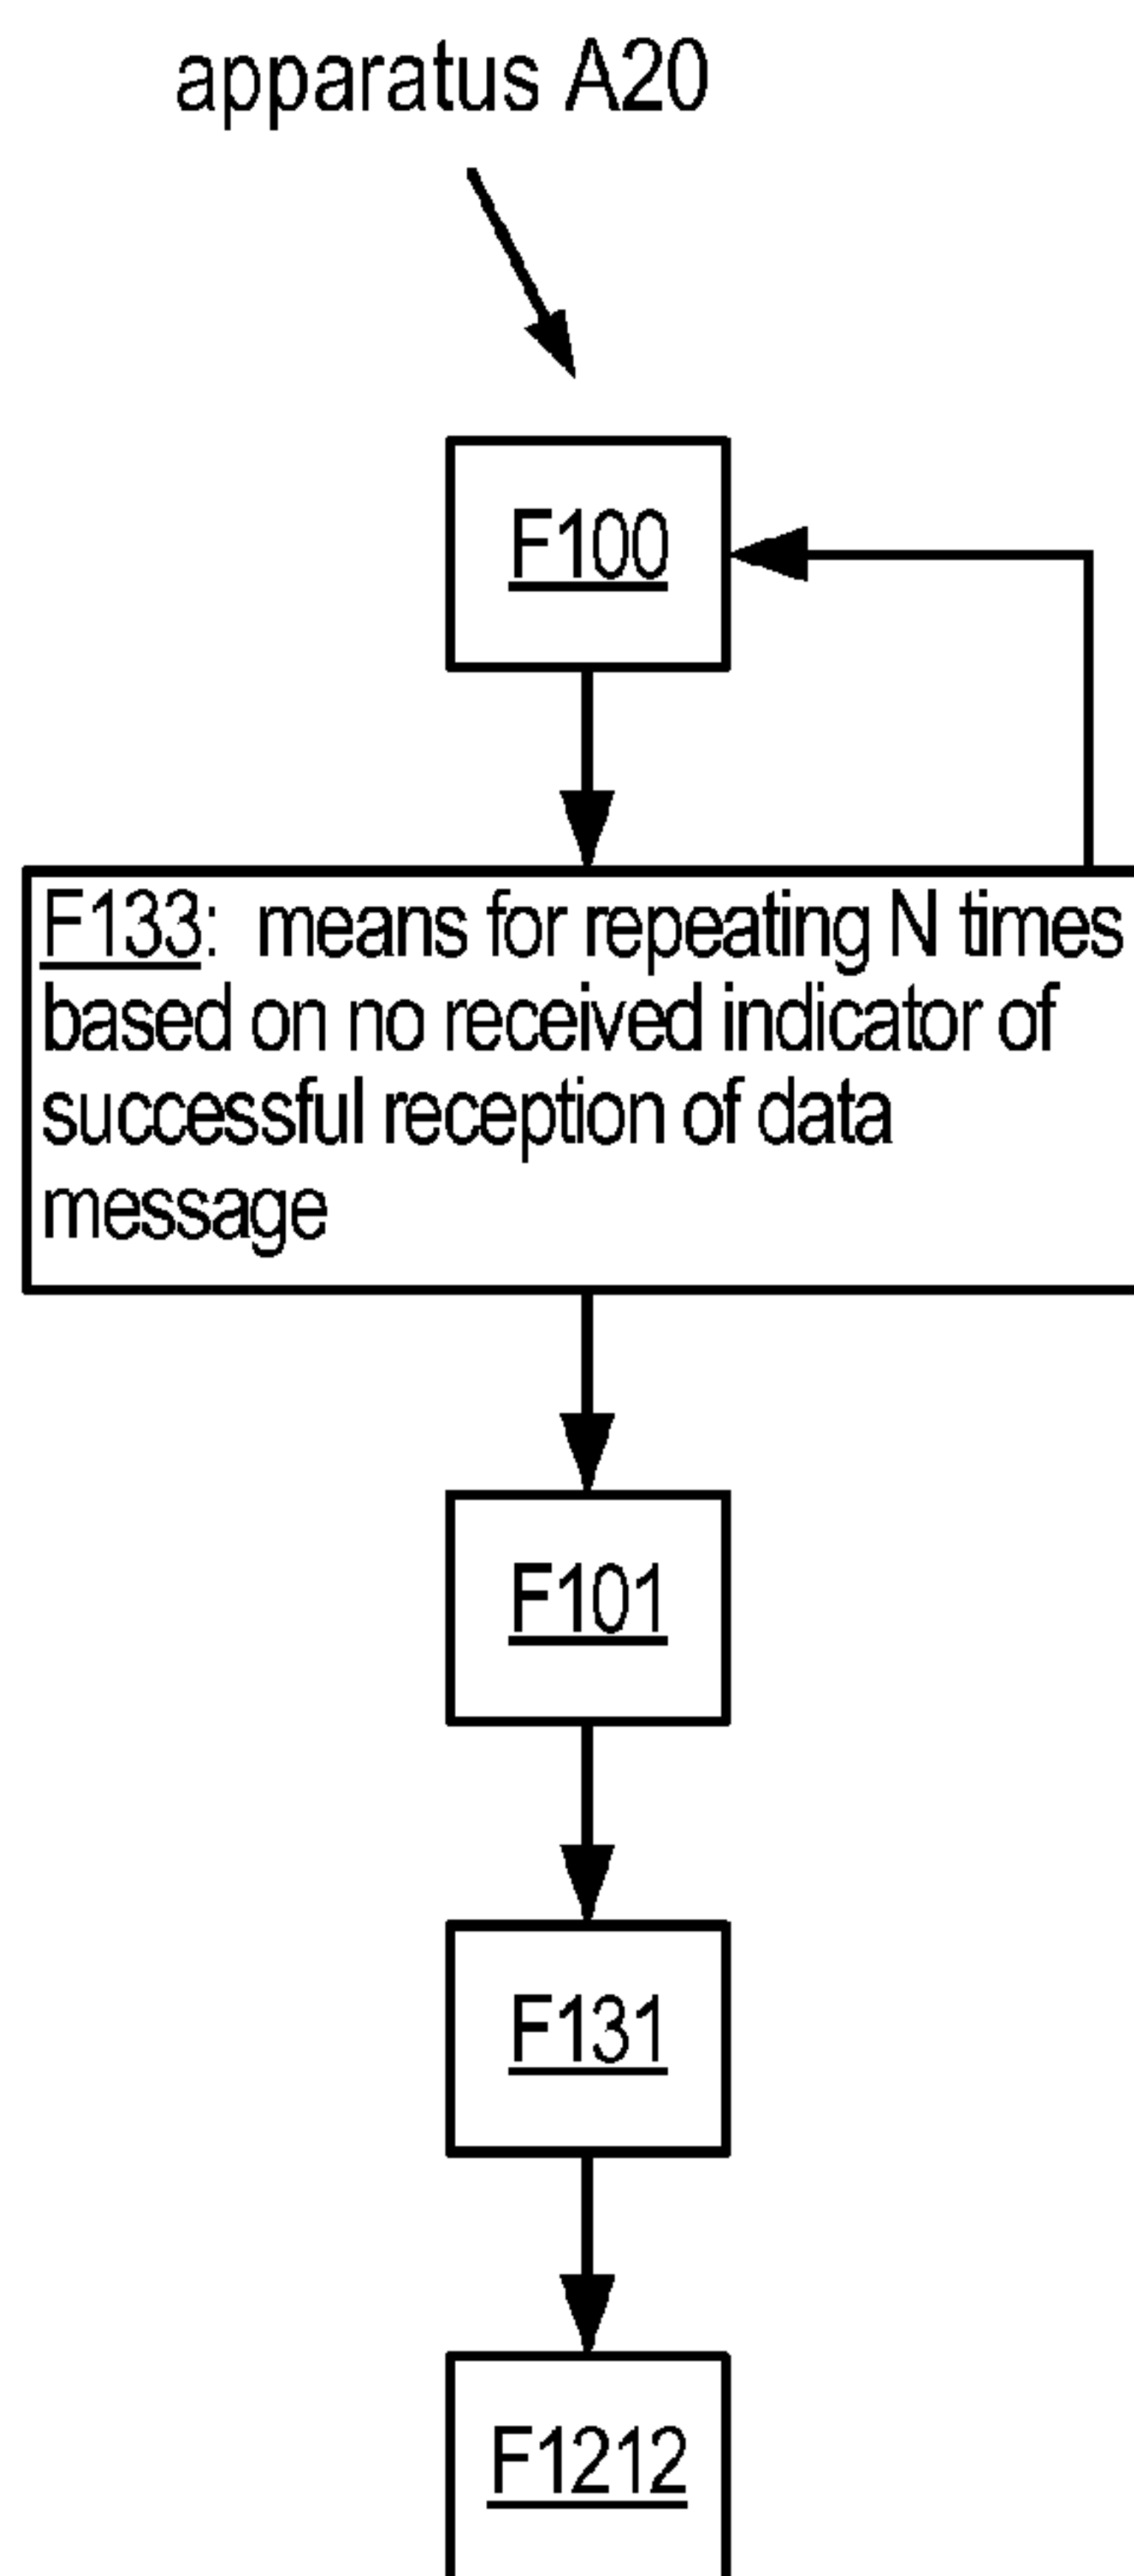 apparatus A20
F100
F133: means for repeating N times
based on no received indicator of
successful reception of data
message
F101
F131
F1212